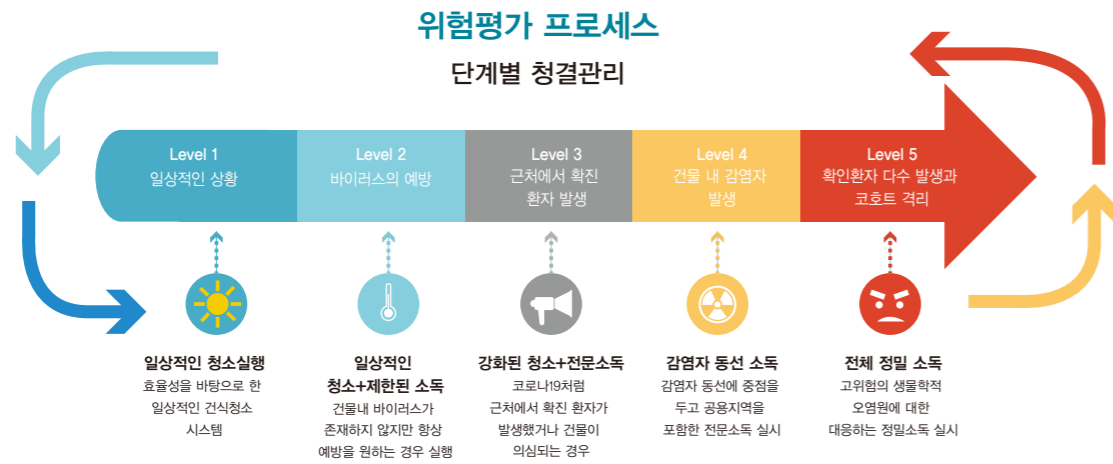 위험평가 프로세스
단계별 청결관리
Level 1
일상적인 상황
Level 2
바이러스의 예방
Level 3
근처에서 확진
환자 발생
Level 4
건물 내 감염자
발생
Level 5
확인환자 다수 발생과
코호트 격리
일상적인 청소실행
효율성을 바탕으로 한
일상적인 건식청소
시스템
일상적인
청소+제한된 소독
건물내 바이러스가
존재하지 않지만 항상
예방을 원하는 경우 실행
강화된 청소+전문소독
코로나19처럼
근처에서 확진 환자가
발생했거나 건물이
의심되는 경우
감염자 동선 소독
감염자 동선에 중점을
두고 공용지역을
포함한 전문소독 실시
전체 정밀 소독
고위험의 생물학적
오염원에 대한
대응하는 정밀소독 실시